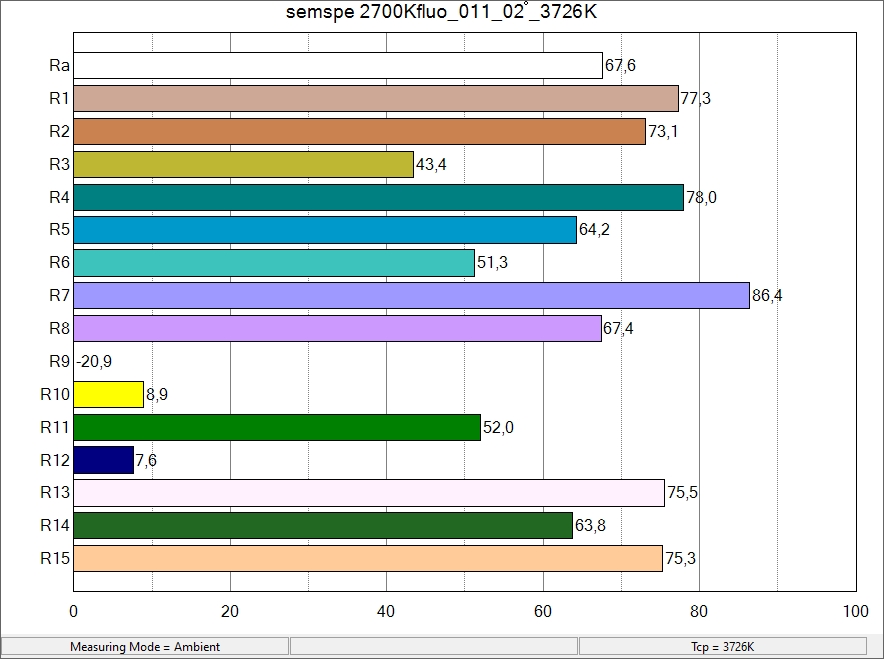 semspe 2700Kfluo_011_02°_3726K
Ra 67,6
R1 77,3
R2 73,1
R3 43,4
R4 78,0
R5 64,2
R6 51,3
R7 86,4
R8 67,4
R9 -20,9
R10 8,9
R11 52,0
R12 7,6
R13 75,5
R14 63,8
R15 75,3
0 20 40 60 80 100
Measuring Mode = Ambient Tcp = 3726K